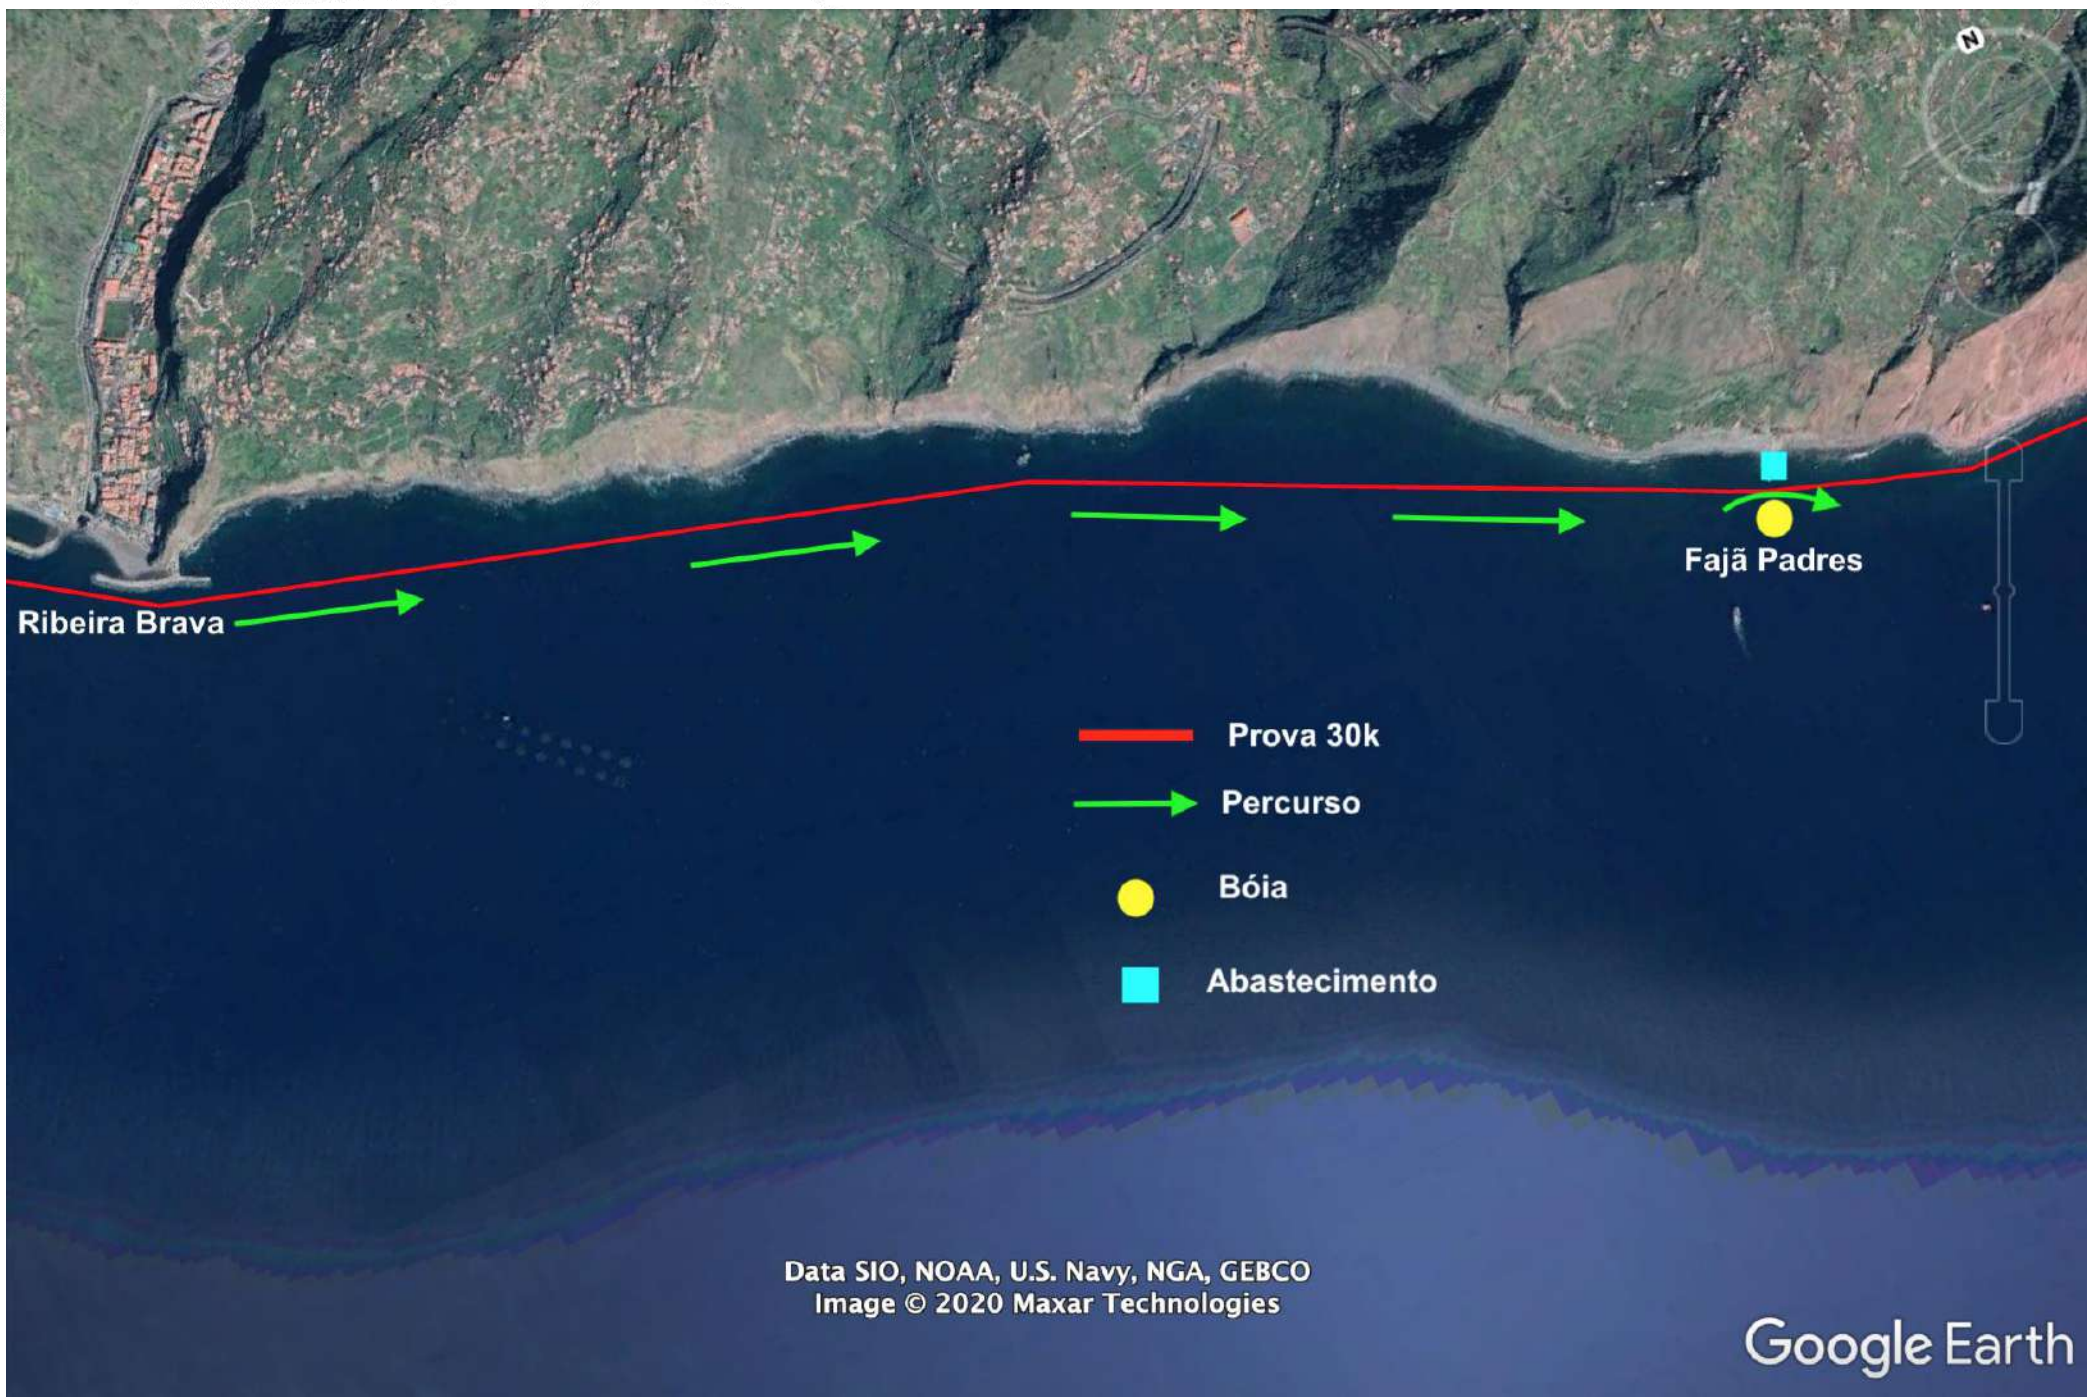 N
Fajã Padres
Ribeira Brava
Prova 30k
Percurso
Bóia
Abastecimento
Data SIO, NOAA, U.S. Navy, NGA, GEBCO
Image © 2020 Maxar Technologies
Google Earth